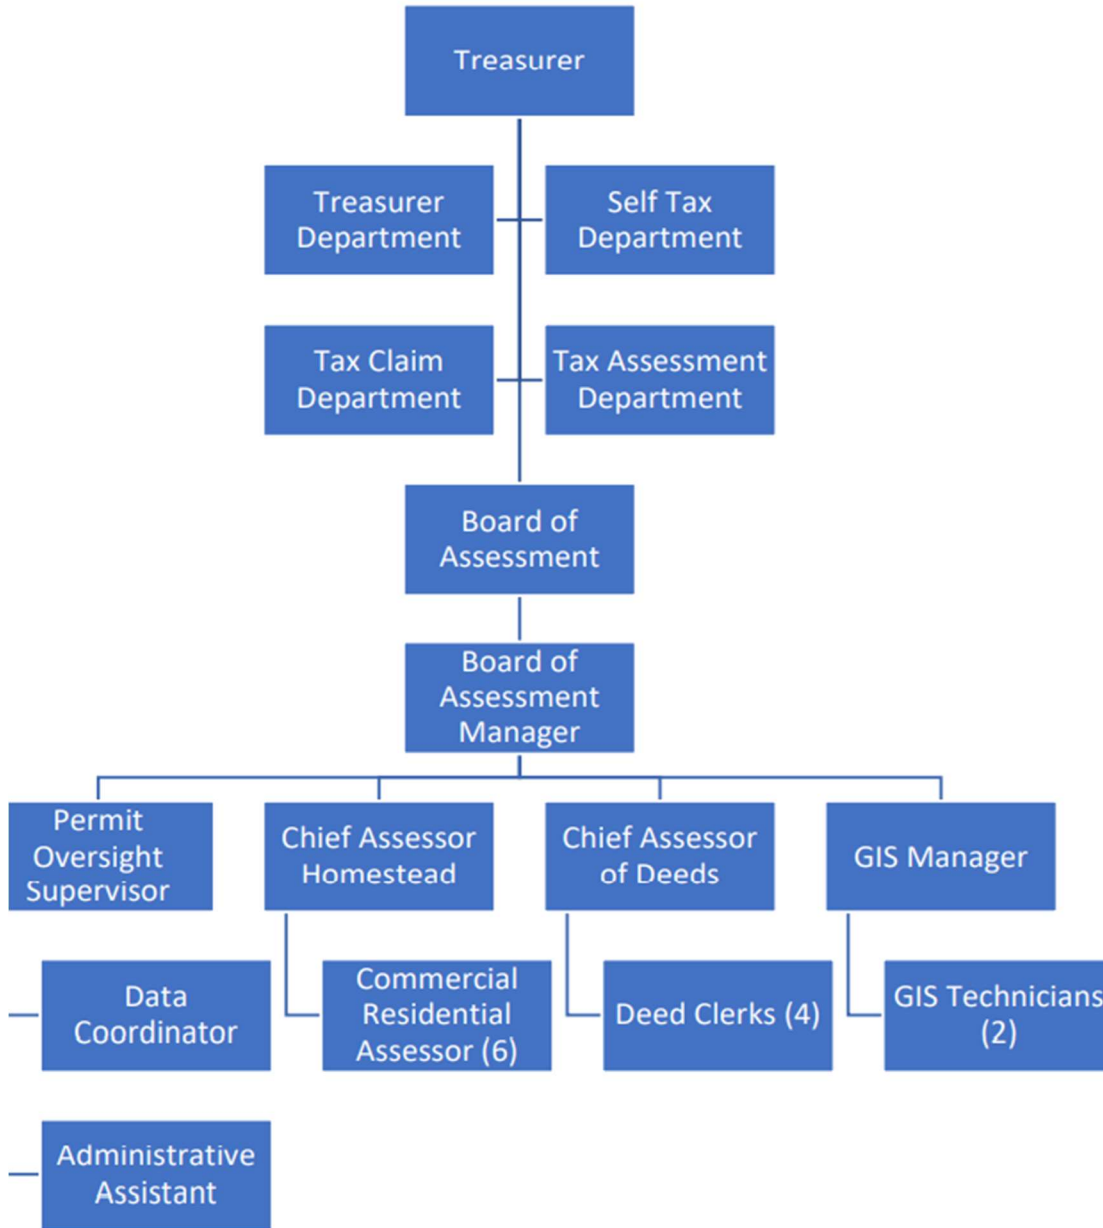 Treasurer
Treasurer
Department
Self Tax
Department
Tax Claim
Department
Tax Assessment
Department
Board of
Assessment
Board of
Assessment
Manager
Permit
Oversight
Supervisor
Chief Assessor
Homestead
Chief Assessor
of Deeds
GIS Manager
Data
Coordinator
Commercial
Residential
Assessor (6)
Deed Clerks (4)
GIS Technicians
(2)
Administrative
Assistant